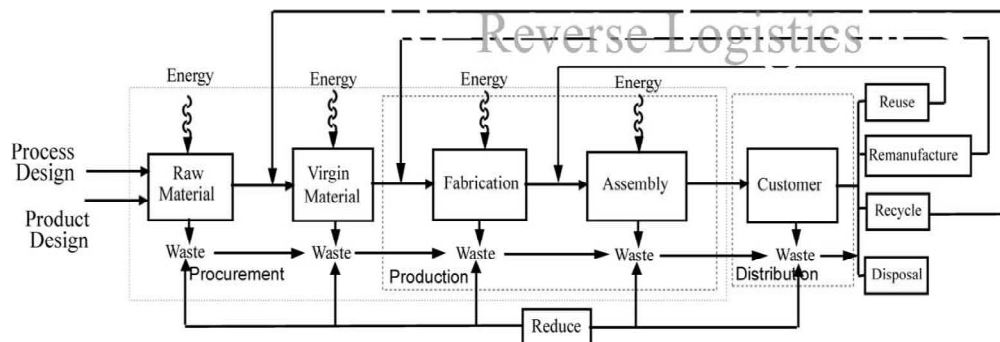 Reverse Logistics
Energy
Energy
Energy
Energy
Reuse
Process
Design
Raw
Material
Virgin
Material
Fabrication
Assembly
Customer
Remanufacture
Product
Design
Recycle
Waste
Waste
Waste
Waste
Waste
Procurement
Production
Distribution
Disposal
Reduce